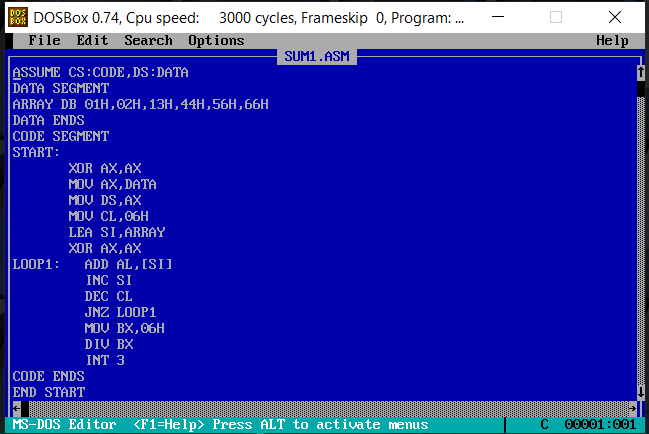 DOS BOX DOSBox 0.74, Cpu speed: 3000 cycles, Frameskip 0, Program: ...
File Edit Search Options Help
SUM1.ASM
ASSUME CS:CODE,DS:DATA
DATA SEGMENT
ARRAY DB 01H,02H,13H,44H,56H,66H
DATA ENDS
CODE SEGMENT
START:
XOR AX,AX
MOV AX,DATA
MOV DS,AX
MOV CL,06H
LEA SI,ARRAY
XOR AX,AX
LOOP1: ADD AL,[SI]
INC SI
DEC CL
JNZ LOOP1
MOV BX,06H
DIV BX
INT 3
CODE ENDS
END START
MS-DOS Editor <F1=Help> Press ALT to activate menus C 00001:001